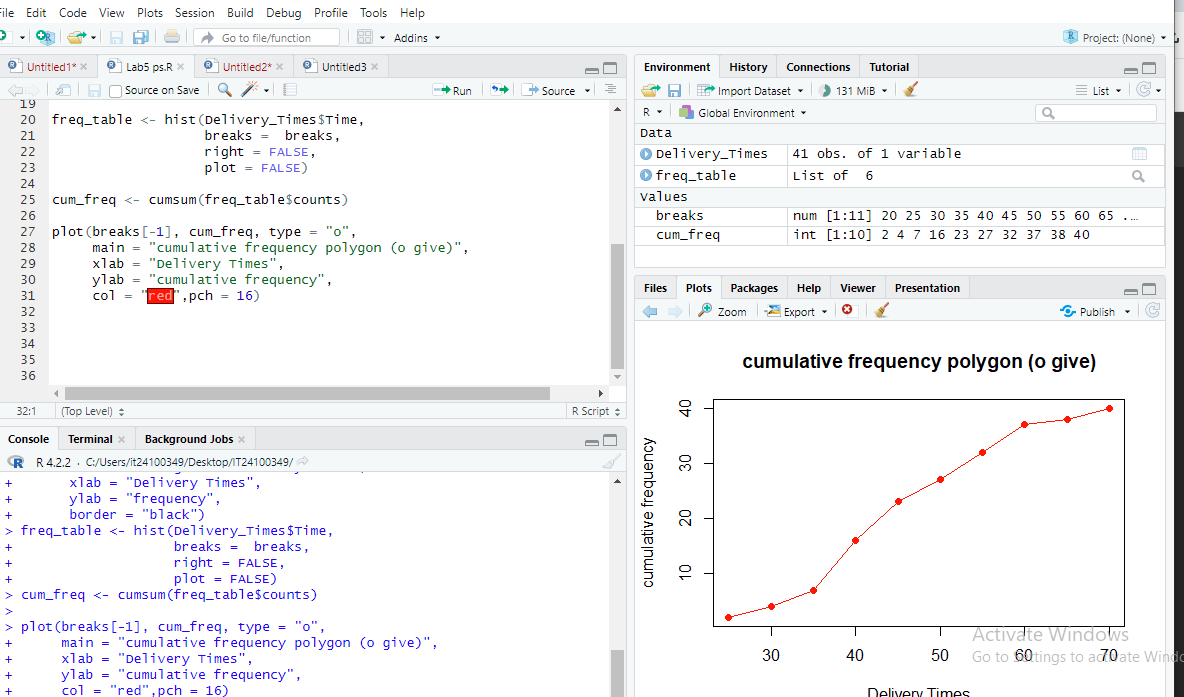 File Edit Code View Plots Session Build Debug Profile Tools Help
Go to file/function Addins Project: (None)
Untitled1* Lab5 ps.R Untitled2* Untitled3
Source on Save Run Source
19
20 freq_table <- hist(Delivery_Times$Time,
21 breaks = breaks,
22 right = FALSE,
23 plot = FALSE)
24
25 cum_freq <- cumsum(freq_table$counts)
26
27 plot(breaks[-1], cum_freq, type = "o",
28 main = "cumulative frequency polygon (o give)",
29 xlab = "Delivery Times",
30 ylab = "cumulative frequency",
31 col = "red",pch = 16)
32
33
34
35
36
32:1 (Top Level) R Script
Console Terminal Background Jobs
R 4.2.2 · C:/Users/it24100349/Desktop/IT24100349/
+ xlab = "Delivery Times",
+ ylab = "frequency",
+ border = "black")
> freq_table <- hist(Delivery_Times$Time,
+ breaks = breaks,
+ right = FALSE,
+ plot = FALSE)
> cum_freq <- cumsum(freq_table$counts)
>
> plot(breaks[-1], cum_freq, type = "o",
+ main = "cumulative frequency polygon (o give)",
+ xlab = "Delivery Times",
+ ylab = "cumulative frequency",
+ col = "red",pch = 16)
Environment History Connections Tutorial
Import Dataset 131 MiB List
R Global Environment
Data
Delivery_Times 41 obs. of 1 variable
freq_table List of 6
Values
breaks num [1:11] 20 25 30 35 40 45 50 55 60 65 ...
cum_freq int [1:10] 2 4 7 16 23 27 32 37 38 40
Files Plots Packages Help Viewer Presentation
Zoom Export Publish
cumulative frequency polygon (o give)
cumulative frequency
40
30
20
10
30 40 50 60 70
Delivery Times
Activate Windows
Go to Settings to activate Windo